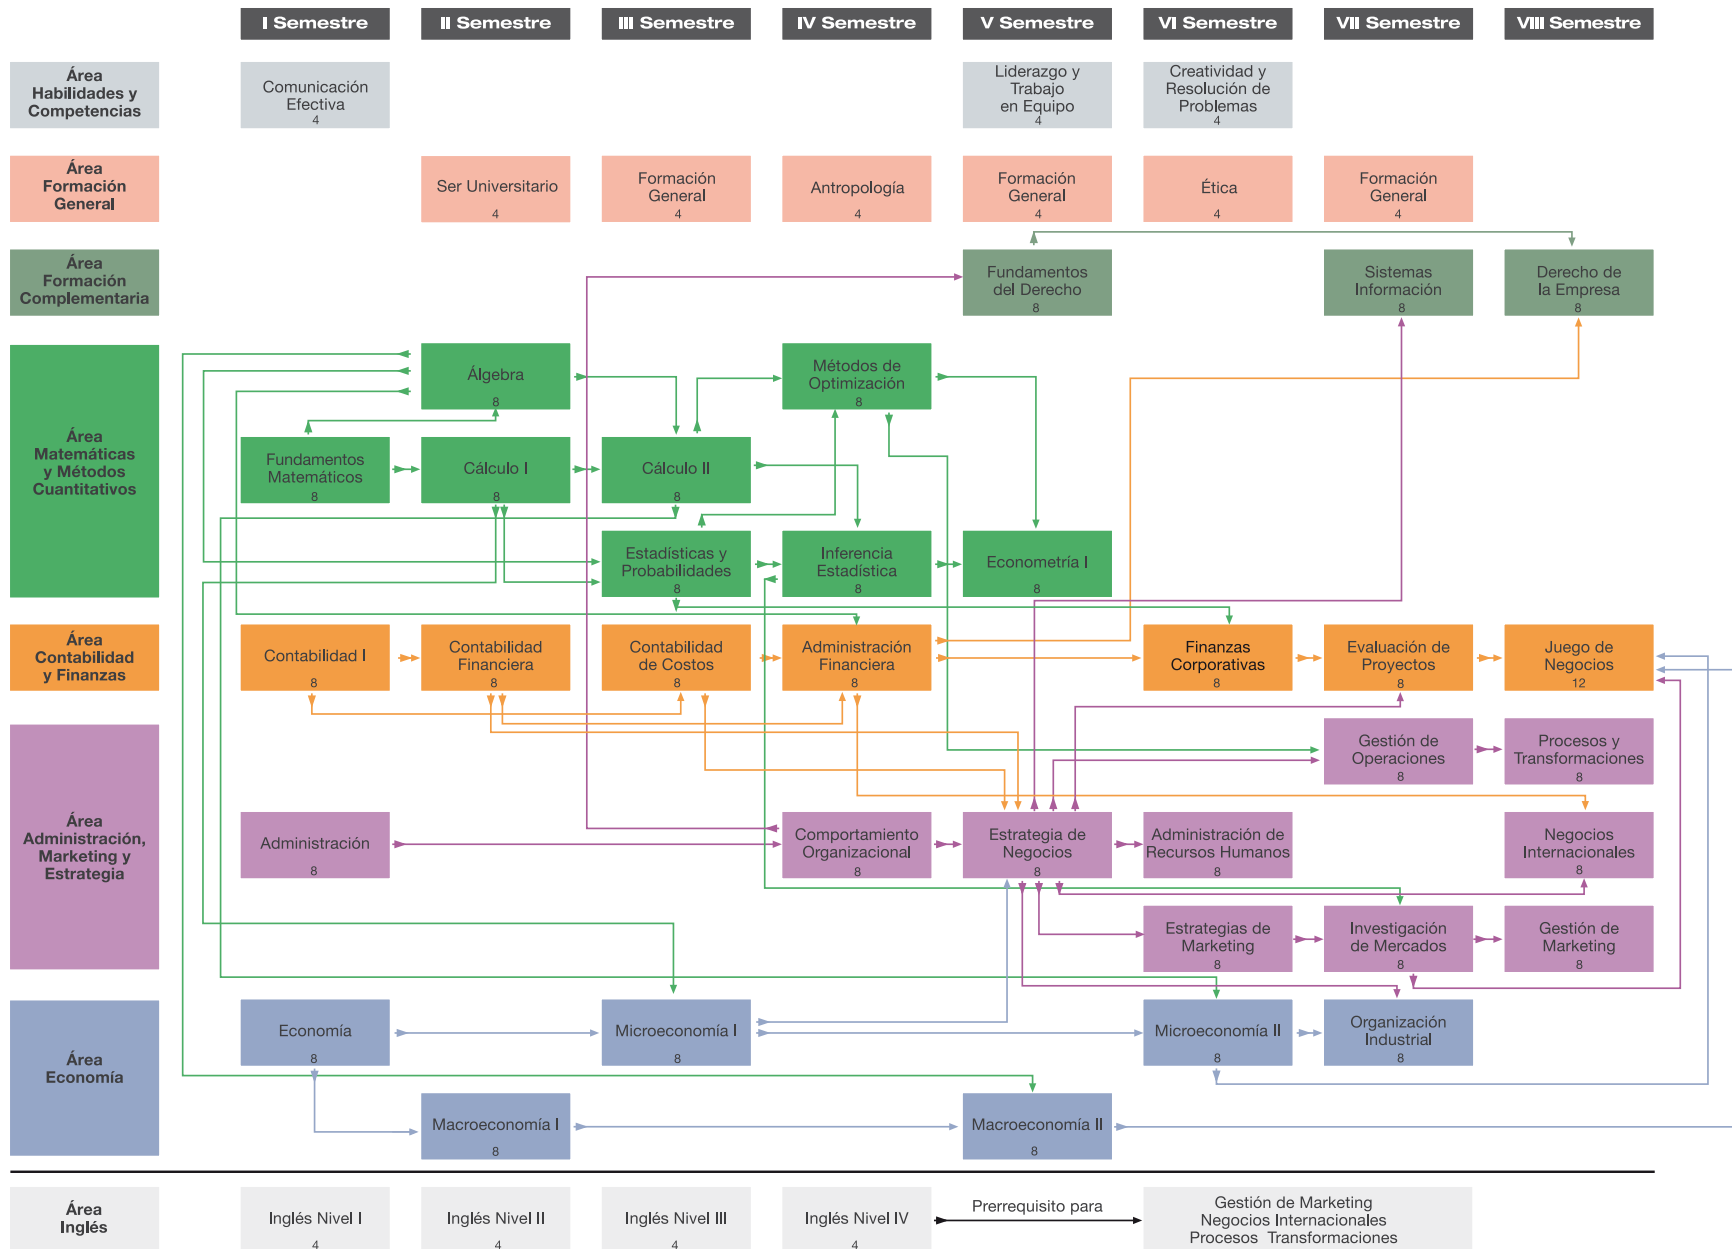 I Semestre
II Semestre
III Semestre
IV Semestre
V Semestre
VI Semestre
VII Semestre
VIII Semestre
Área
Habilidades y
Competencias
Comunicación
Efectiva
4
Liderazgo y
Trabajo
en Equipo
4
Creatividad y
Resolución de
Problemas
4
Área
Formación
General
Ser Universitario
4
Formación
General
4
Antropología
4
Formación
General
4
Ética
4
Formación
General
4
Área
Formación
Complementaria
Fundamentos
del Derecho
8
Sistemas
Información
8
Derecho de
la Empresa
8
Área
Matemáticas
y Métodos
Cuantitativos
Álgebra
8
Métodos de
Optimización
8
Fundamentos
Matemáticos
8
Cálculo I
8
Cálculo II
8
Estadísticas y
Probabilidades
8
Inferencia
Estadística
8
Econometría I
8
Área
Contabilidad
y Finanzas
Contabilidad I
8
Contabilidad
Financiera
8
Contabilidad
de Costos
8
Administración
Financiera
8
Finanzas
Corporativas
8
Evaluación de
Proyectos
8
Juego de
Negocios
12
Área
Administración,
Marketing y
Estrategia
Gestión de
Operaciones
8
Procesos y
Transformaciones
8
Administración
8
Comportamiento
Organizacional
8
Estrategia de
Negocios
8
Administración de
Recursos Humanos
8
Negocios
Internacionales
8
Estrategias de
Marketing
8
Investigación
de Mercados
8
Gestión de
Marketing
8
Área
Economía
Economía
8
Microeconomía I
8
Microeconomía II
8
Organización
Industrial
8
Macroeconomía I
8
Macroeconomía II
8
Área
Inglés
Inglés Nivel I
4
Inglés Nivel II
4
Inglés Nivel III
4
Inglés Nivel IV
4
Prerrequisito para
Gestión de Marketing
Negocios Internacionales
Procesos Transformaciones